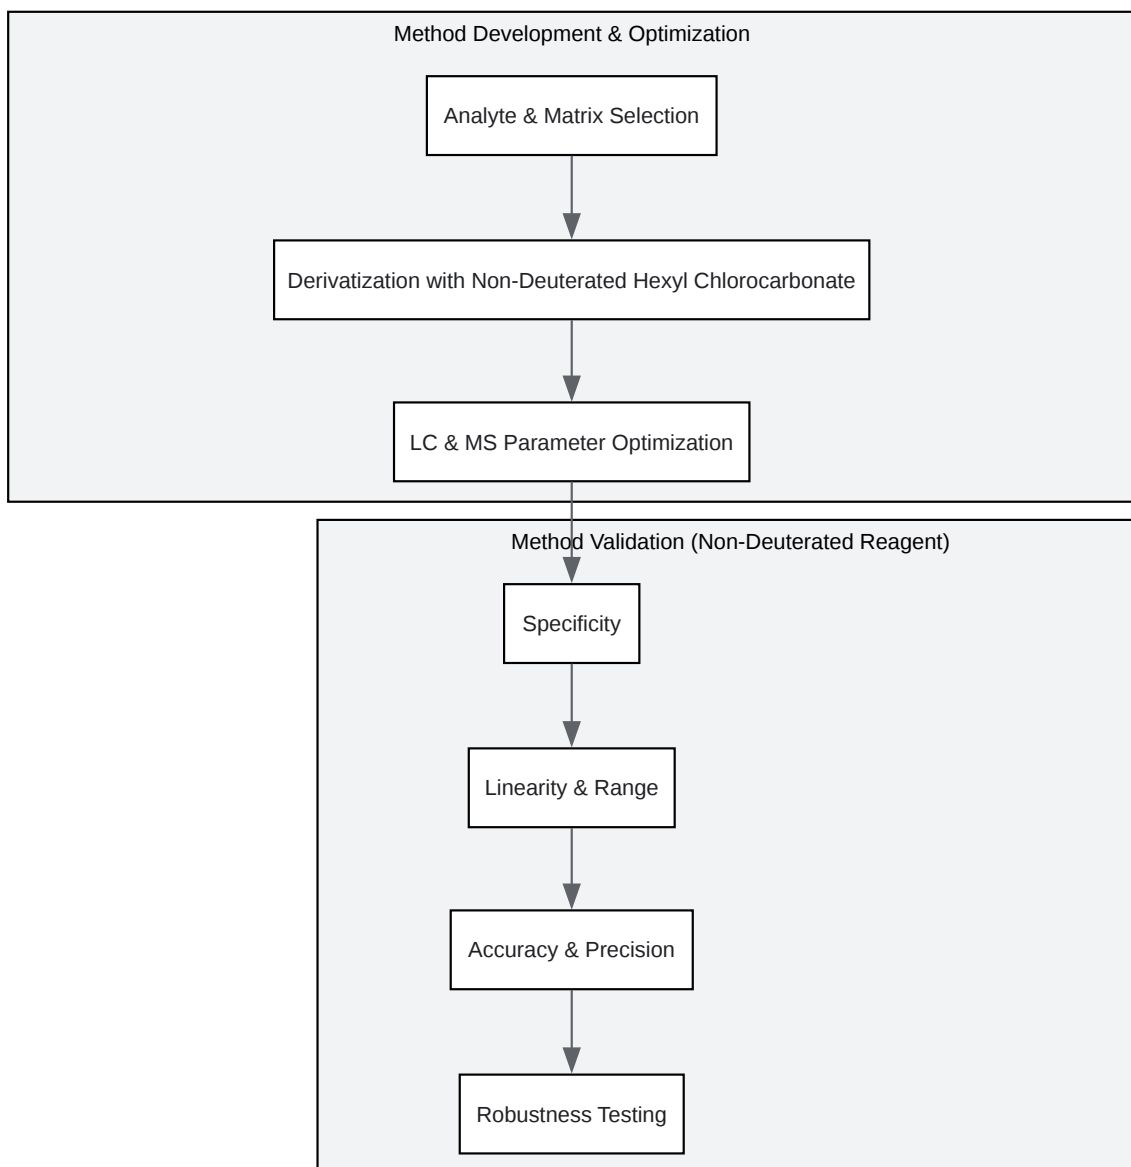 Method Development & Optimization
Analyte & Matrix Selection
Derivatization with Non-Deuterated Hexyl Chlorocarbonate
LC & MS Parameter Optimization
Method Validation (Non-Deuterated Reagent)
Specificity
Linearity & Range
Accuracy & Precision
Robustness Testing